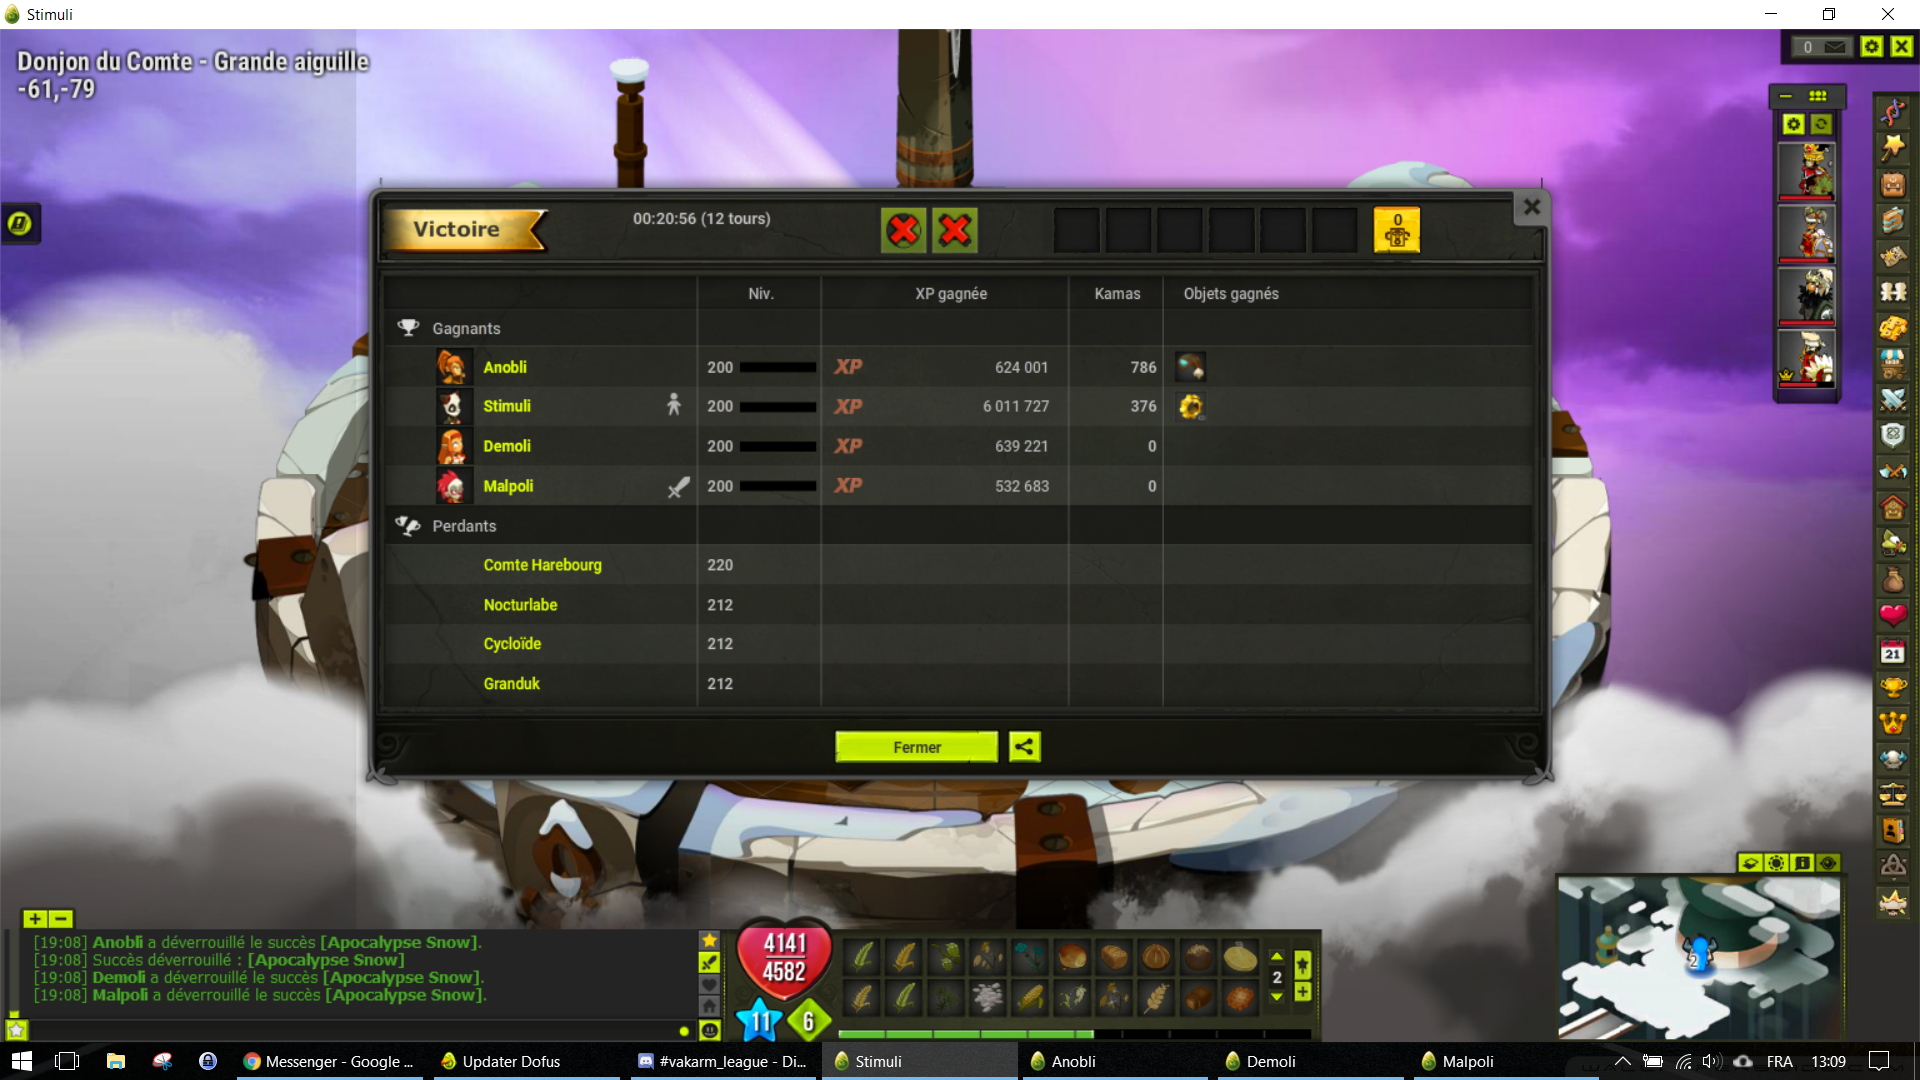 Stimuli
Donjon du Comte - Grande aiguille
-61,-79
0
Victoire
00:20:56 (12 tours)
0
Niv.
XP gagnée
Kamas
Objets gagnés
Gagnants
Anobli 200 XP 624 001 786
Stimuli 200 XP 6 011 727 376
Demoli 200 XP 639 221 0
Malpoli 200 XP 532 683 0
Perdants
Comte Harebourg 220
Nocturlabe 212
Cycloïde 212
Granduk 212
Fermer
21
[19:08] Anobli a déverrouillé le succès [Apocalypse Snow].
[19:08] Succès déverrouillé : [Apocalypse Snow]
[19:08] Demoli a déverrouillé le succès [Apocalypse Snow].
[19:08] Malpoli a déverrouillé le succès [Apocalypse Snow].
4141
4582
11
6
2
2
Messenger - Google ...
Updater Dofus
#vakarm_league - Di...
Stimuli
Anobli
Demoli
Malpoli
FRA
13:09